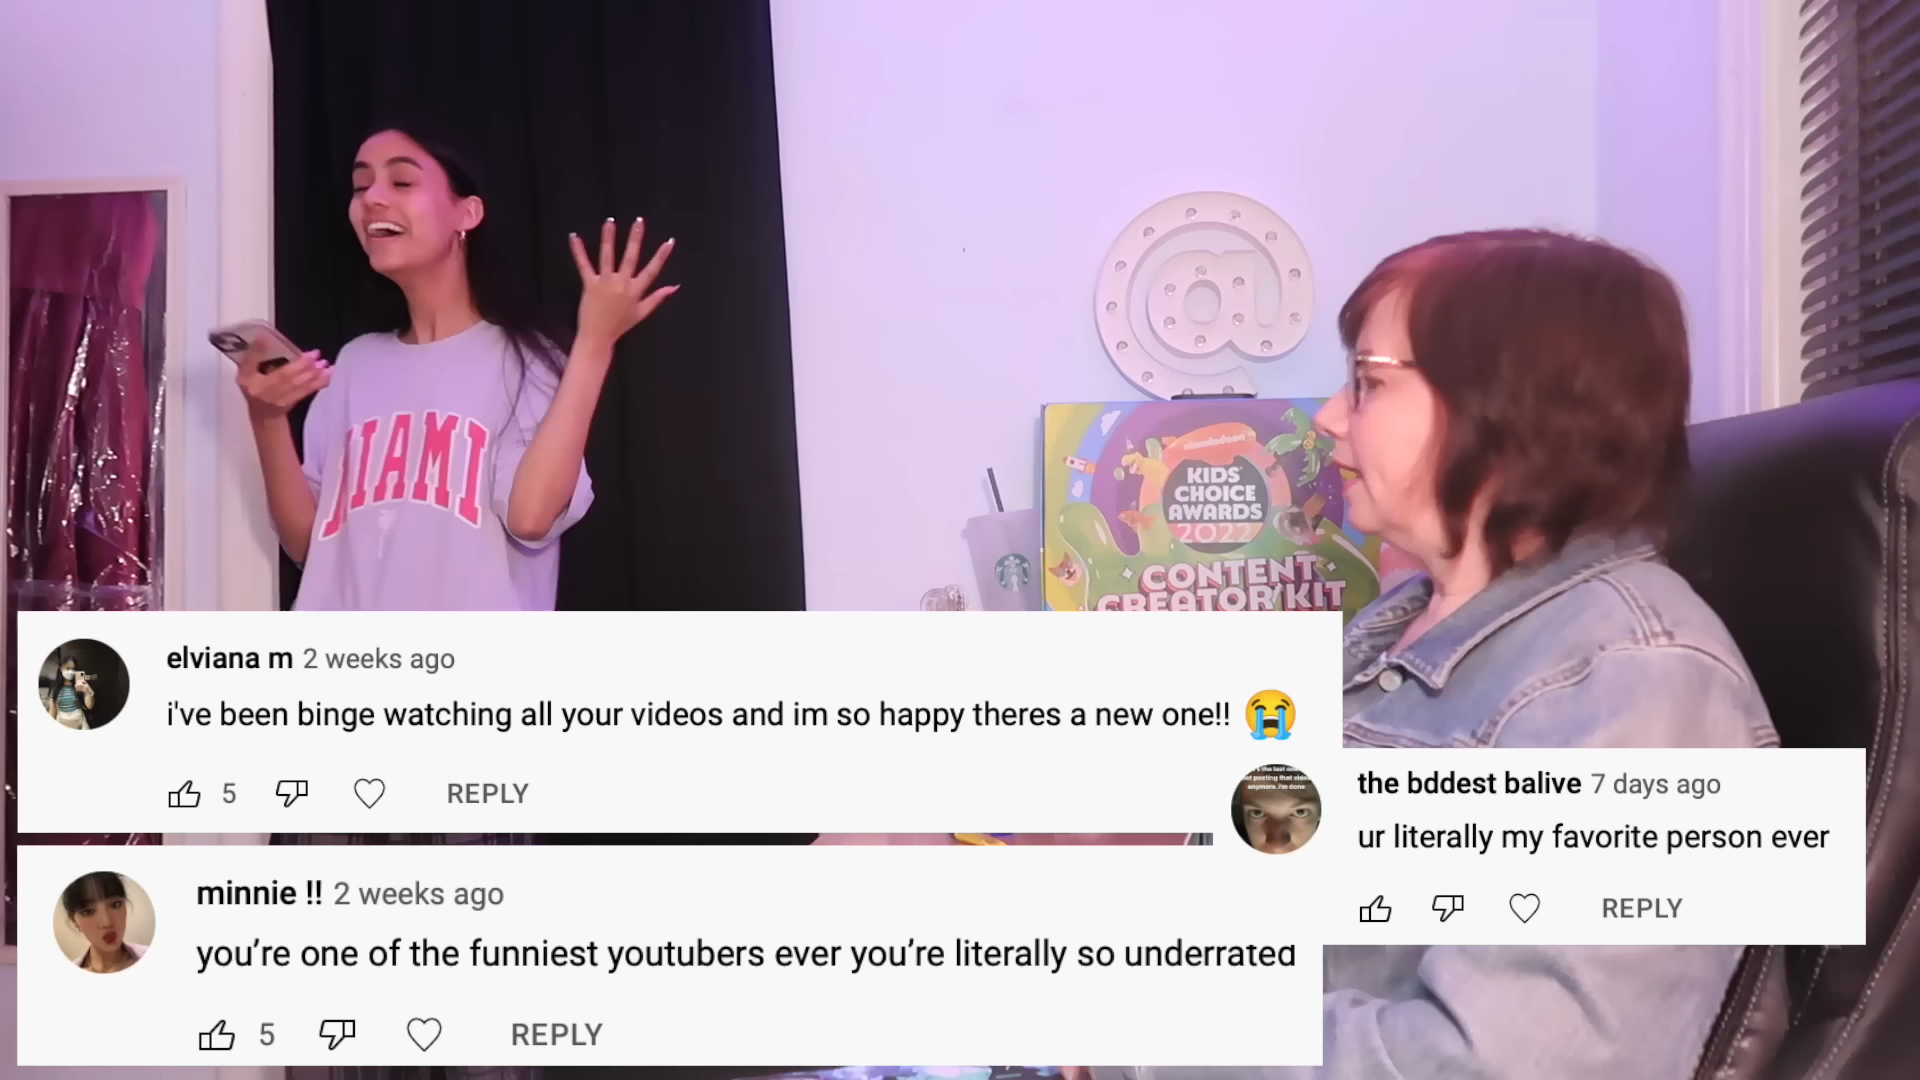 MIAMI
@
nickelodeon
KIDS'
CHOICE
AWARDS
2022
CONTENT
CREATOR KIT
elviana m 2 weeks ago
i've been binge watching all your videos and im so happy theres a new one!! 😭
5 REPLY
the bddest balive 7 days ago
ur literally my favorite person ever
REPLY
minnie !! 2 weeks ago
you’re one of the funniest youtubers ever you’re literally so underrated
5 REPLY